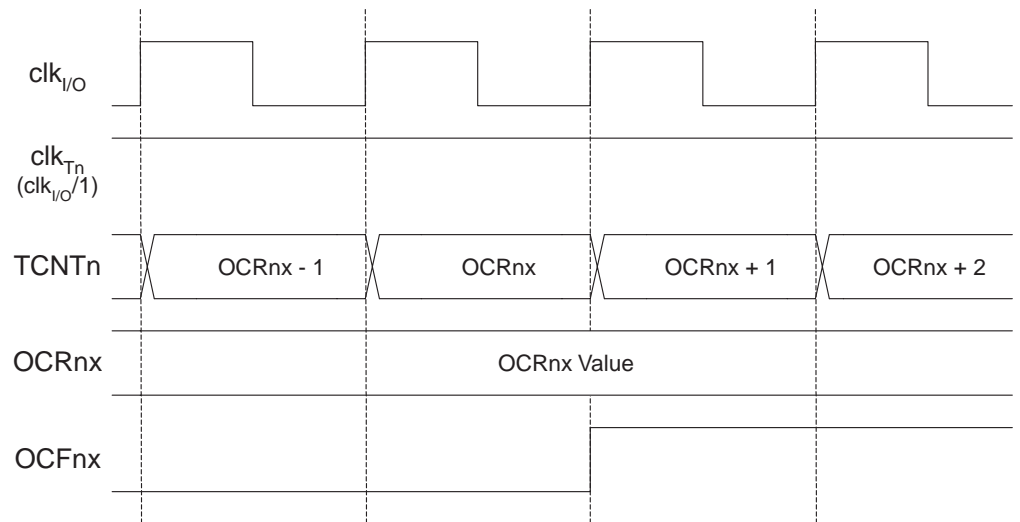 clkI/O
clkTn
(clkI/O/1)
TCNTn
OCRnx - 1
OCRnx
OCRnx + 1
OCRnx + 2
OCRnx
OCRnx Value
OCFnx